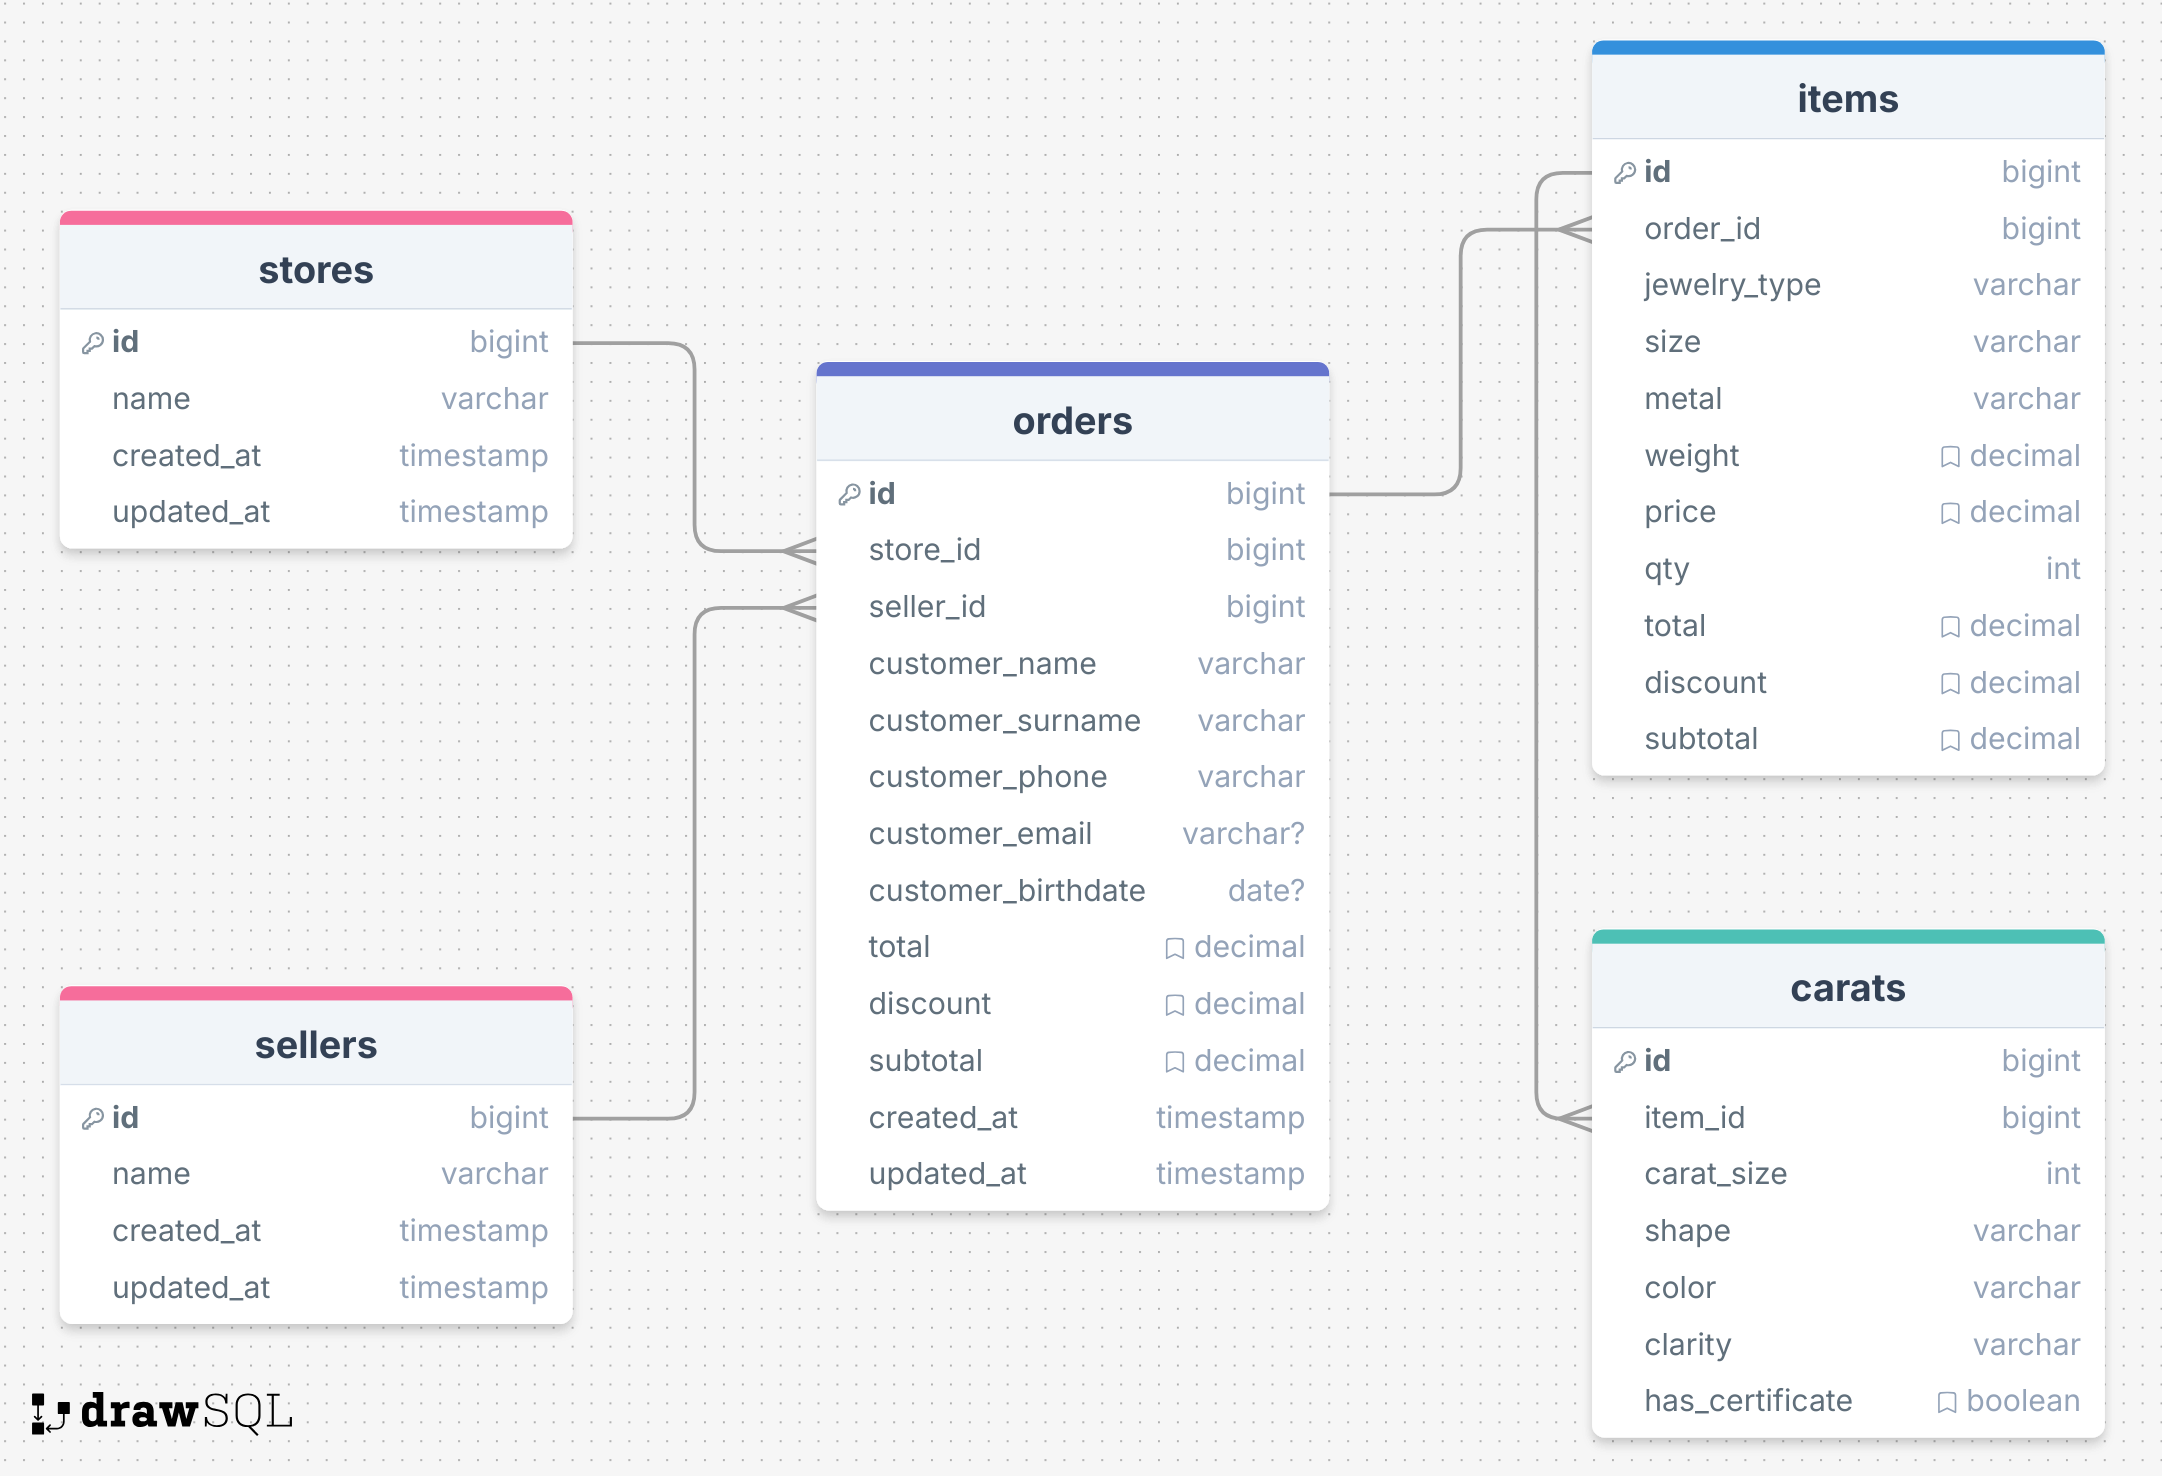 stores
id bigint
name varchar
created_at timestamp
updated_at timestamp
sellers
id bigint
name varchar
created_at timestamp
updated_at timestamp
orders
id bigint
store_id bigint
seller_id bigint
customer_name varchar
customer_surname varchar
customer_phone varchar
customer_email varchar?
customer_birthdate date?
total decimal
discount decimal
subtotal decimal
created_at timestamp
updated_at timestamp
items
id bigint
order_id bigint
jewelry_type varchar
size varchar
metal varchar
weight decimal
price decimal
qty int
total decimal
discount decimal
subtotal decimal
carats
id bigint
item_id bigint
carat_size int
shape varchar
color varchar
clarity varchar
has_certificate boolean
drawSQL